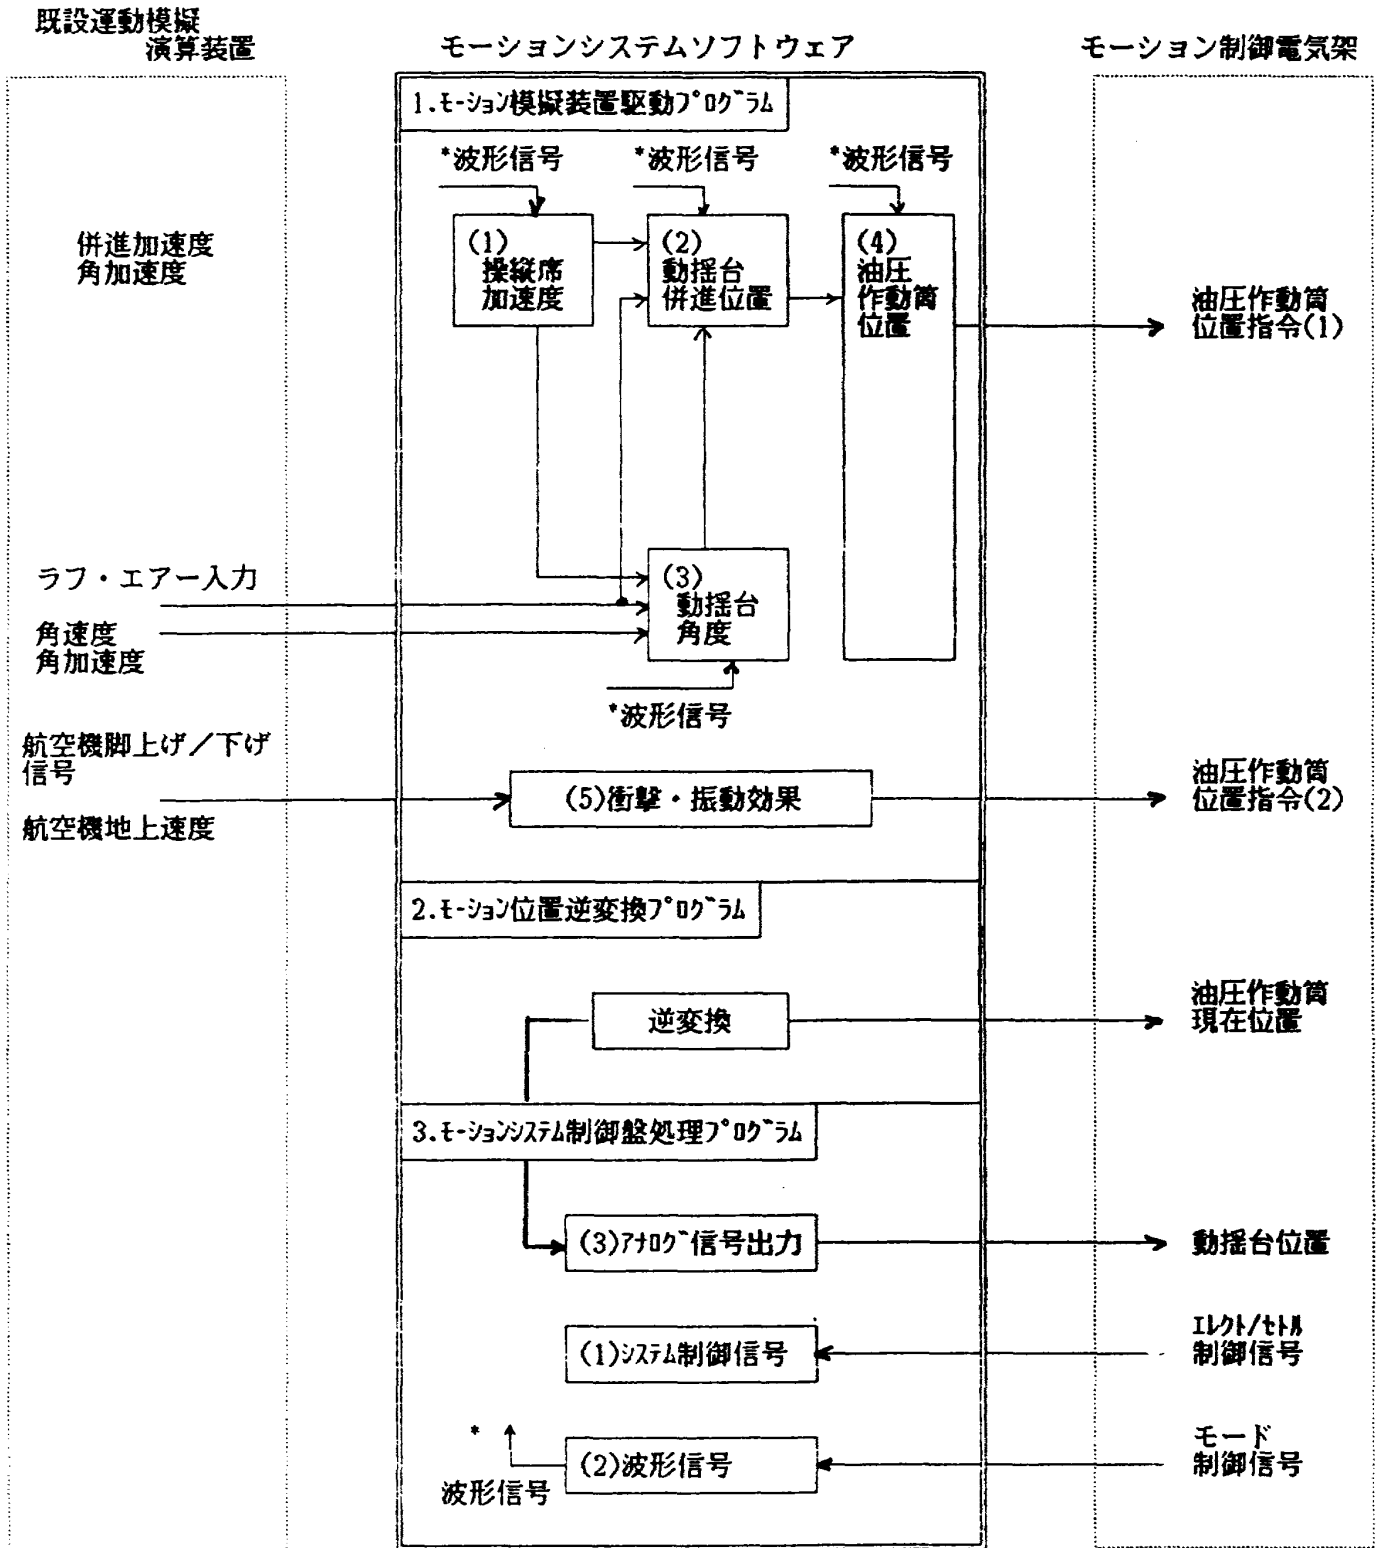 既設運動模擬
演算装置
モーションシステムソフトウェア
モーション制御電気架
1.ﾓｰｼｮﾝ模擬装置駆動ﾌﾟﾛｸﾞﾗﾑ
*波形信号
*波形信号
*波形信号
併進加速度
角加速度
(1)
操縦席
加速度
(2)
動揺台
併進位置
(4)
油圧
作動筒
位置
油圧作動筒
位置指令(1)
ラフ・エアー入力
角速度
角加速度
(3)
動揺台
角度
*波形信号
航空機脚上げ／下げ
信号
航空機地上速度
(5)衝撃・振動効果
油圧作動筒
位置指令(2)
2.ﾓｰｼｮﾝ位置逆変換ﾌﾟﾛｸﾞﾗﾑ
逆変換
油圧作動筒
現在位置
3.ﾓｰｼｮﾝｼｽﾃﾑ制御盤処理ﾌﾟﾛｸﾞﾗﾑ
(3)ｱﾅﾛｸﾞ信号出力
動揺台位置
(1)ｼｽﾃﾑ制御信号
ｴﾚｸﾄ/ｾﾄﾙ
制御信号
*
波形信号
(2)波形信号
モード
制御信号